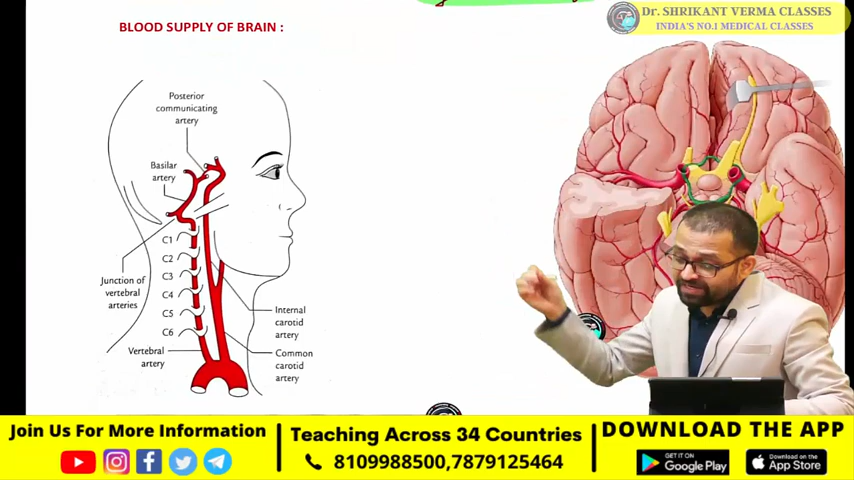 Dr. SHRIKANT VERMA CLASSES
INDIA'S NO.1 MEDICAL CLASSES
BLOOD SUPPLY OF BRAIN :
Posterior
communicating
artery
Basilar
artery
C1
C2
C3
C4
C5
C6
Junction of
vertebral
arteries
Internal
carotid
artery
Vertebral
artery
Common
carotid
artery
Join Us For More Information
Teaching Across 34 Countries
8109988500,7879125464
DOWNLOAD THE APP
GET IT ON
Google Play
Download on the
App Store